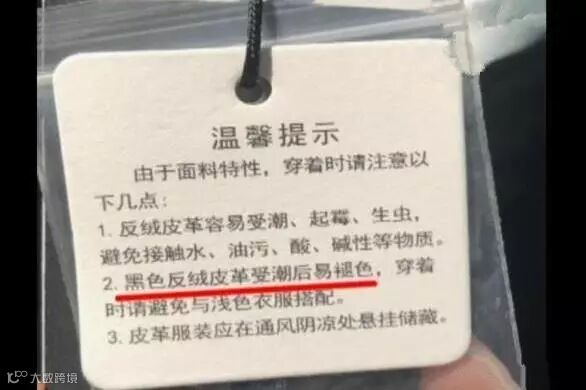 温馨提示
由于面料特性，穿着时请注意以
下几点：
1. 反绒皮革容易受潮、起霉、生虫，
避免接触水、油污、酸、碱性等物质。
2. 黑色反绒皮革受潮后易褪色，穿着
时请避免与浅色衣服搭配。
3. 皮革服装应在通风阴凉处悬挂储藏。
大数跨境